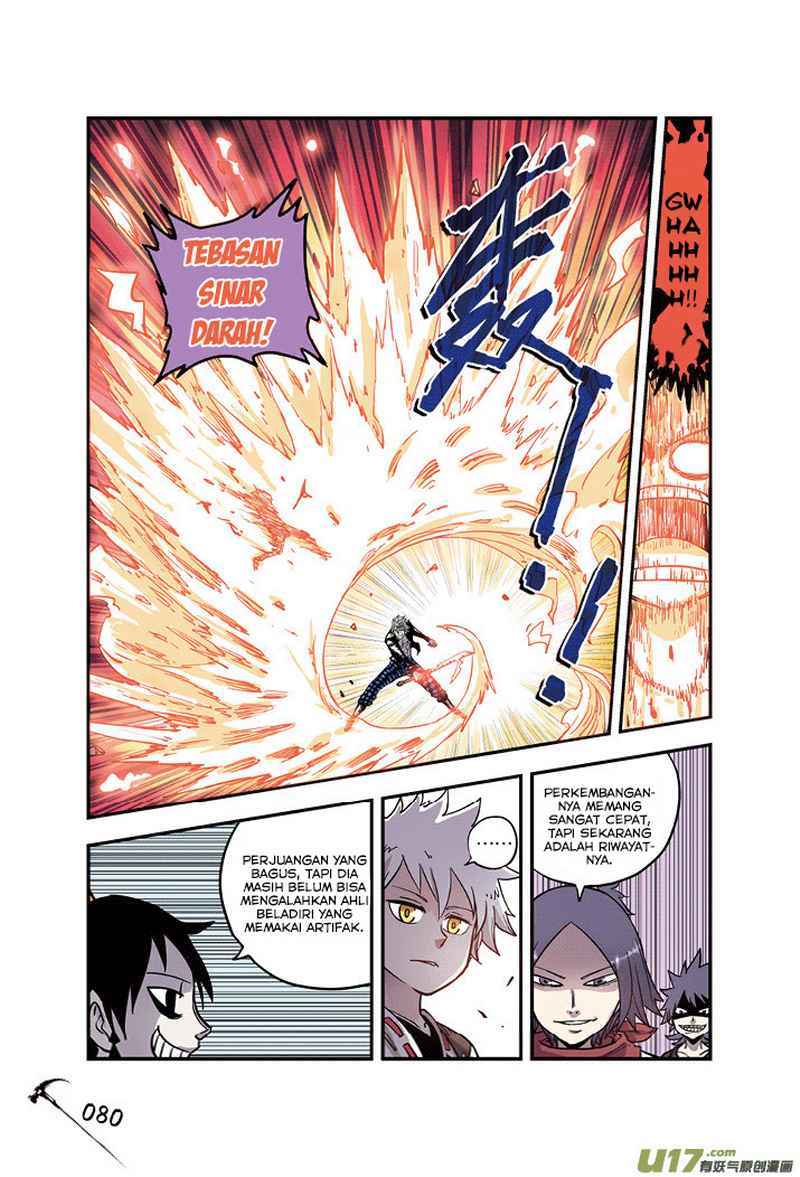 TEBASAN
SINAR
DARAH!
轰!!
GW
HA
HH
HH
H!!
PERJUANGAN YANG
BAGUS, TAPI DIA
MASIH BELUM BISA
MENGALAHKAN AHLI
BELADIRI YANG
MEMAKAI ARTIFAK.
......
PERKEMBANGAN-
NYA MEMANG
SANGAT CEPAT,
TAPI SEKARANG
ADALAH RIWAYAT-
NYA.
080
U17.com
有妖气原创漫画